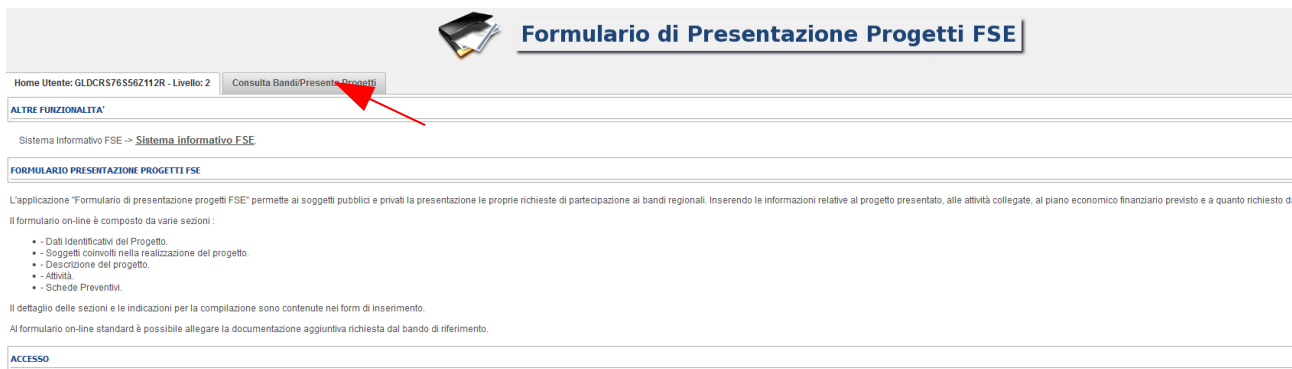 Formulario di Presentazione Progetti FSE
Home Utente: GLDCRS76S56Z112R - Livello: 2
Consulta Bandi/Presenta Progetti
ALTRE FUNZIONALITA'
Sistema Informativo FSE -> Sistema informativo FSE.
FORMULARIO PRESENTAZIONE PROGETTI FSE
L'applicazione "Formulario di presentazione progetti FSE" permette ai soggetti pubblici e privati la presentazione le proprie richieste di partecipazione ai bandi regionali. Inserendo le informazioni relative al progetto presentato, alle attività collegate, al piano economico finanziario previsto e a quanto richiesto
Il formulario on-line è composto da varie sezioni :
- Dati Identificativi del Progetto.
- Soggetti coinvolti nella realizzazione del progetto.
- Descrizione del progetto.
- Attività.
- Schede Preventivi.
Il dettaglio delle sezioni e le indicazioni per la compilazione sono contenute nei form di inserimento.
Al formulario on-line standard è possibile allegare la documentazione aggiuntiva richiesta dal bando di riferimento.
ACCESSO